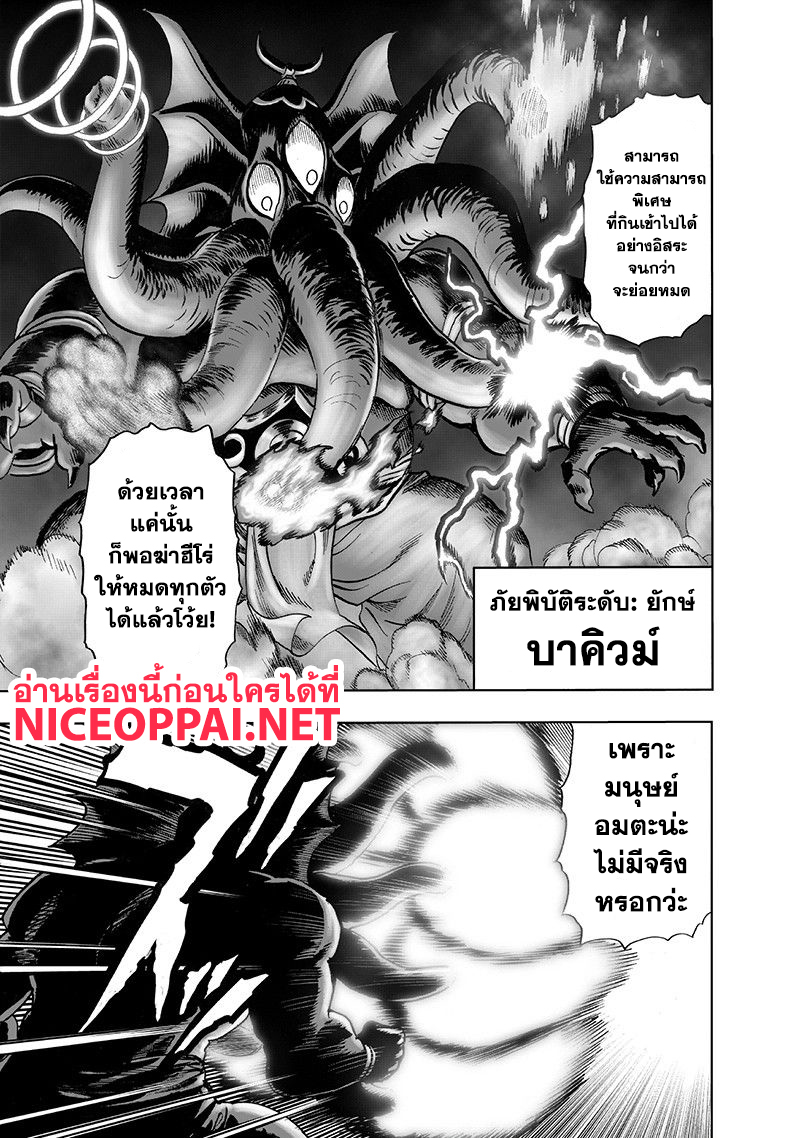 สามารถ
ใช้ความสามารถ
พิเศษ
ที่กินเข้าไปได้
อย่างอิสระ
จนกว่า
จะย่อยหมด
ด้วยเวลา
แค่นั้น
ก็พอฆ่าฮีโร่
ให้หมดทุกตัว
ได้แล้วโว้ย!
ภัยพิบัติระดับ: ยักษ์
บาคิวม์
อ่านเรื่องนี้ก่อนใครได้ที่
NICEOPPAI.NET
เพราะ
มนุษย์
อมตะน่ะ
ไม่มีจริง
หรอกว่ะ